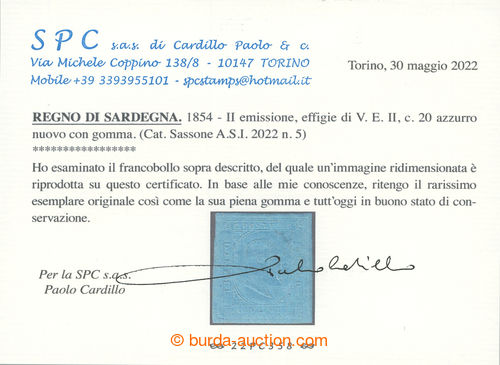 SPC s.a.s. di Cardillo Paolo & c.
Via Michele Coppino 138/8 - 10147 TORINO
Mobile +39 3393955101 - spcstamps@hotmail.it
Torino, 30 maggio 2022
REGNO DI SARDEGNA. 1854 - II emissione, effigie di V. E. II, c. 20 azzurro
nuovo con gomma. (Cat. Sassone A.S.I. 2022 n. 5)
*****************
Ho esaminato il francobollo sopra descritto, del quale un'immagine ridimensionata è
riprodotta su questo certificato. In base alle mie conoscenze, ritengo il rarissimo
esemplare originale così come la sua piena gomma e tutt'oggi in buono stato di con-
servazione.
Per la SPC s.a.s.
Paolo Cardillo
© burda-auction.com
22PC338